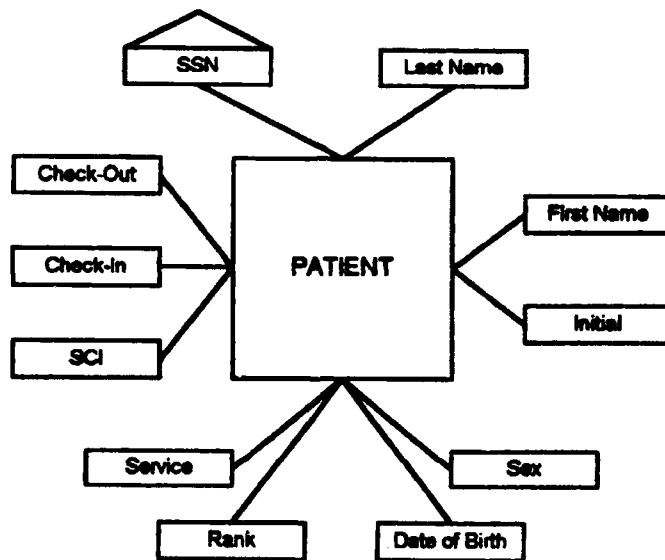 SSN
Last Name
Check-Out
First Name
Check-In
PATIENT
Initial
SCI
Service
Sex
Rank
Date of Birth